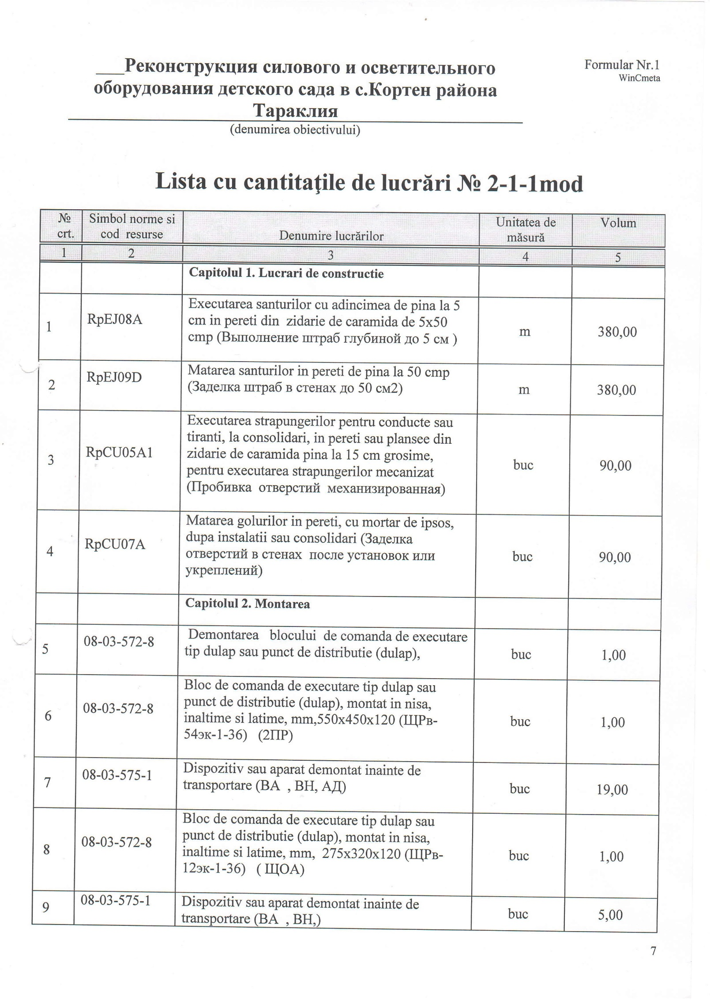 ___Реконструкция силового и осветительного
оборудования детского сада в с.Кортен района
Тараклия
(denumirea obiectivului)
Formular Nr.1
WinCmeta
Lista cu cantitaţile de lucrări № 2-1-1mod
№ crt.
Simbol norme si cod resurse
Denumire lucrărilor
Unitatea de măsură
Volum
1 2 3 4 5
Capitolul 1. Lucrari de constructie
1
RpEJ08A
Executarea santurilor cu adincimea de pina la 5
cm in pereti din zidarie de caramida de 5x50
cmp (Выполнение штраб глубиной до 5 см )
m
380,00
2
RpEJ09D
Matarea santurilor in pereti de pina la 50 cmp
(Заделка штраб в стенах до 50 см2)
m
380,00
3
RpCU05A1
Executarea strapungerilor pentru conducte sau
tiranti, la consolidari, in pereti sau plansee din
zidarie de caramida pina la 15 cm grosime,
pentru executarea strapungerilor mecanizat
(Пробивка отверстий механизированная)
buc
90,00
4
RpCU07A
Matarea golurilor in pereti, cu mortar de ipsos,
dupa instalatii sau consolidari (Заделка
отверстий в стенах после установок или
укреплений)
buc
90,00
Capitolul 2. Montarea
5
08-03-572-8
Demontarea blocului de comanda de executare
tip dulap sau punct de distributie (dulap),
buc
1,00
6
08-03-572-8
Bloc de comanda de executare tip dulap sau
punct de distributie (dulap), montat in nisa,
inaltime si latime, mm,550x450x120 (ЩРв-
54эк-1-36) (2ПР)
buc
1,00
7
08-03-575-1
Dispozitiv sau aparat demontat inainte de
transportare (ВА , ВН, АД)
buc
19,00
8
08-03-572-8
Bloc de comanda de executare tip dulap sau
punct de distributie (dulap), montat in nisa,
inaltime si latime, mm, 275x320x120 (ЩРв-
12эк-1-36) ( ЩОА)
buc
1,00
9
08-03-575-1
Dispozitiv sau aparat demontat inainte de
transportare (ВА , ВН,)
buc
5,00
7